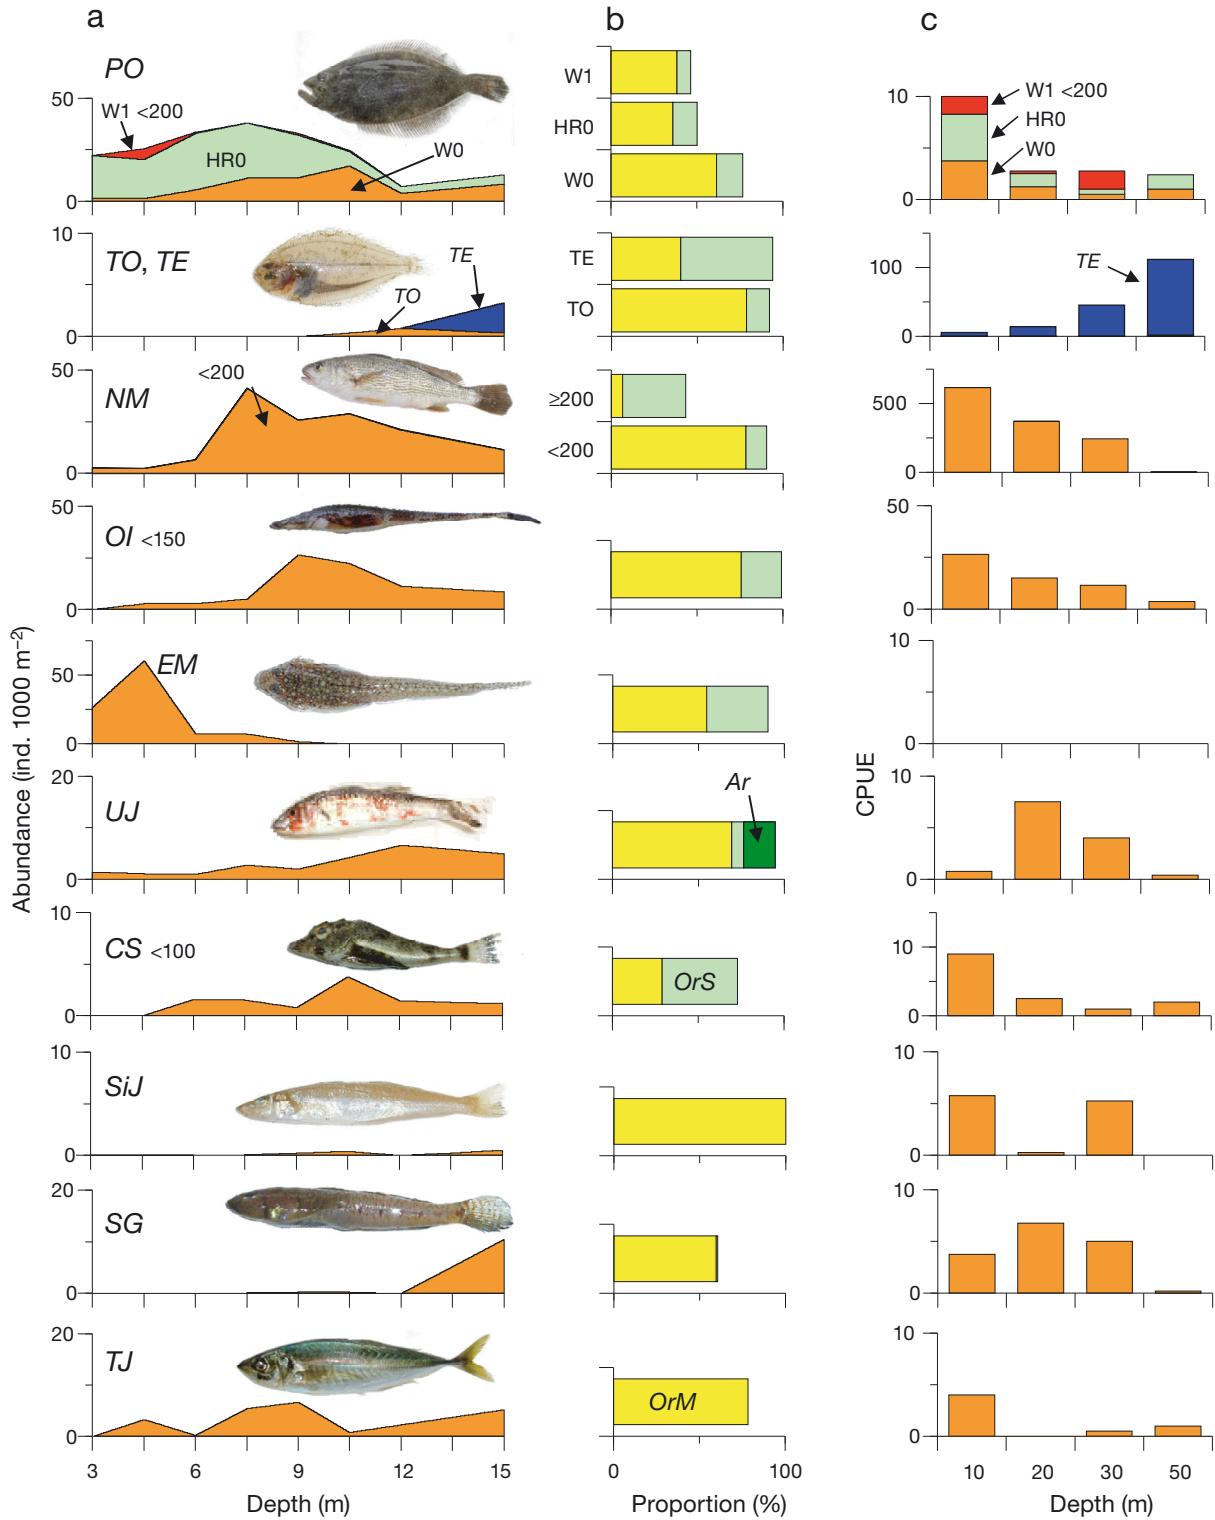 a
b
c
PO
50
0
W1 <200
HR0
W0
W1
HR0
W0
10
0
W1 <200
HR0
W0
TO, TE
10
0
TE
TO
TE
TO
100
0
TE
NM
50
0
<200
≥200
<200
500
0
OI <150
50
0
50
0
EM
50
0
10
0
UJ
20
0
Ar
10
0
CS <100
10
0
OrS
10
0
SiJ
10
0
10
0
SG
20
0
10
0
TJ
20
0
OrM
10
0
3 6 9 12 15
0 100
10 20 30 50
Depth (m)
Proportion (%)
Depth (m)
Abundance (ind. 1000 m⁻²)
CPUE